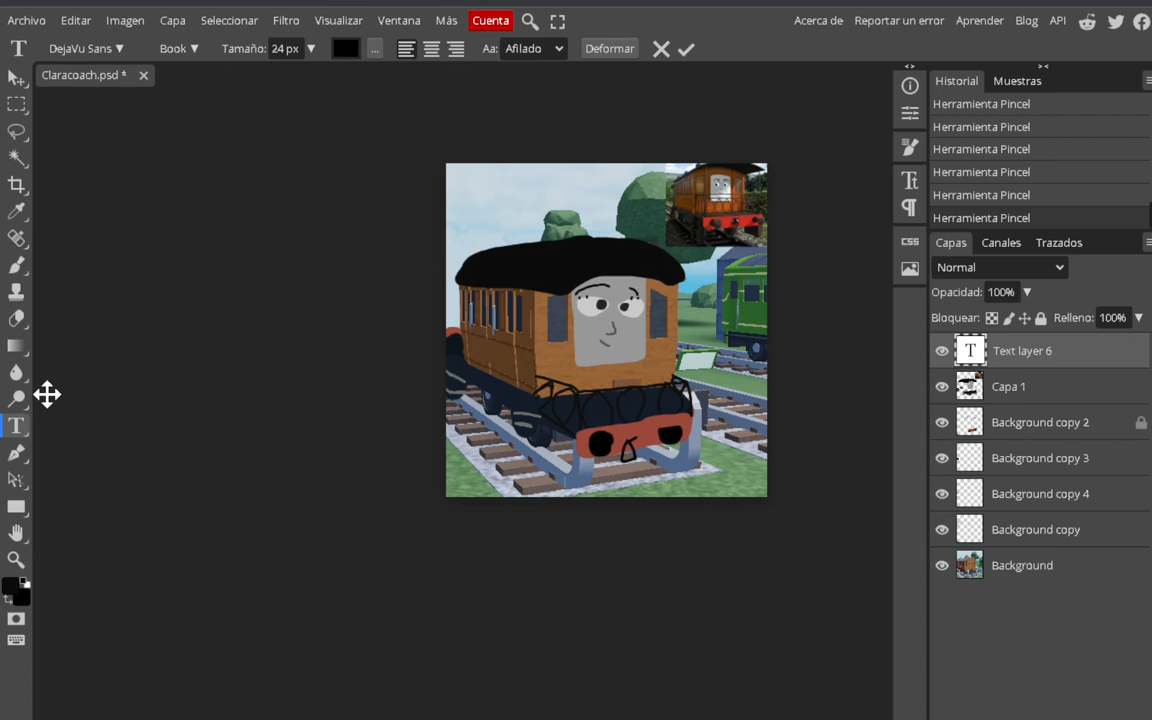 Archivo Editar Imagen Capa Seleccionar Filtro Visualizar Ventana Más Cuenta Acerca de Reportar un error Aprender Blog API
DejaVu Sans Book Tamaño: 24 px ... Aa: Afilado Deformar
Claracoach.psd *
Historial Muestras
Herramienta Pincel
Herramienta Pincel
Herramienta Pincel
Herramienta Pincel
Herramienta Pincel
Herramienta Pincel
CSS
Capas Canales Trazados
Normal
Opacidad: 100%
Bloquear: Relleno: 100%
Text layer 6
Capa 1
Background copy 2
Background copy 3
Background copy 4
Background copy
Background